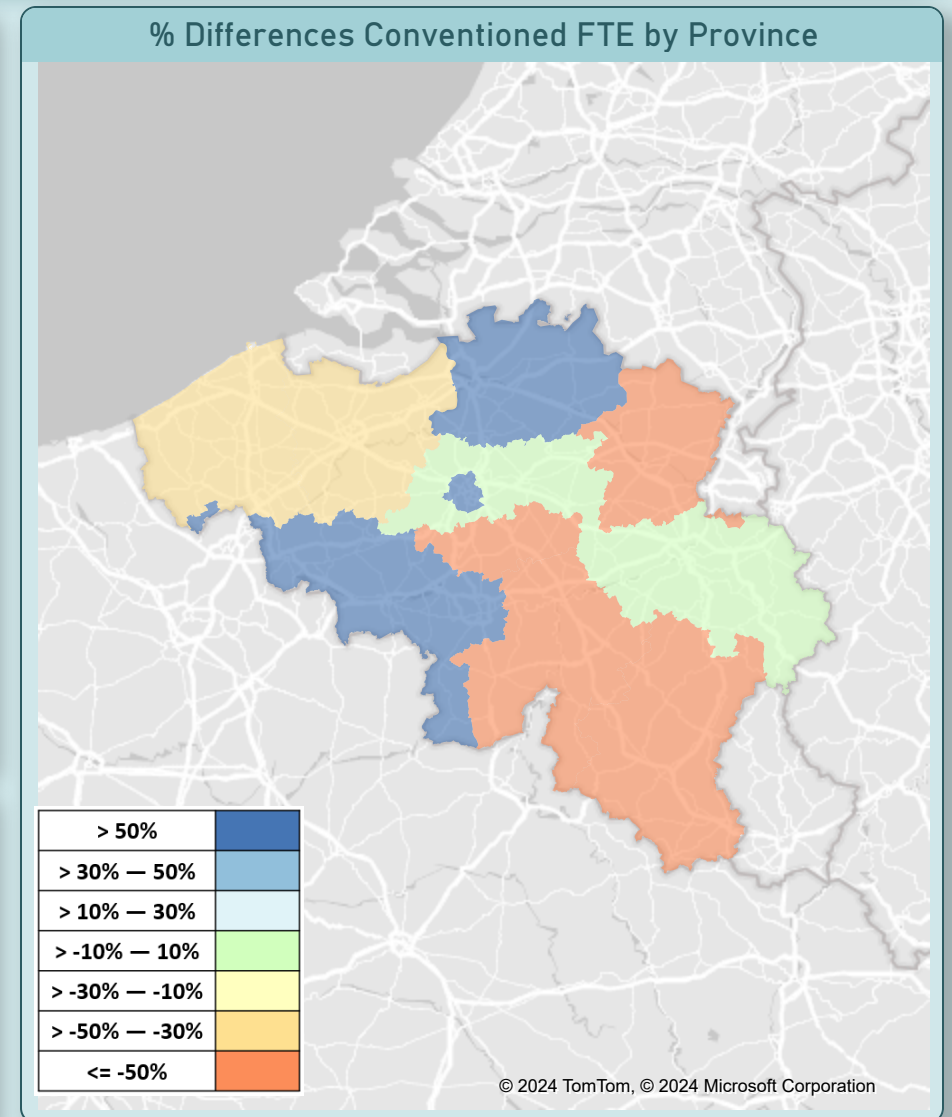 % Differences Conventioned FTE by Province
> 50%
> 30% — 50%
> 10% — 30%
> -10% — 10%
> -30% — -10%
> -50% — -30%
<= -50%
© 2024 TomTom, © 2024 Microsoft Corporation